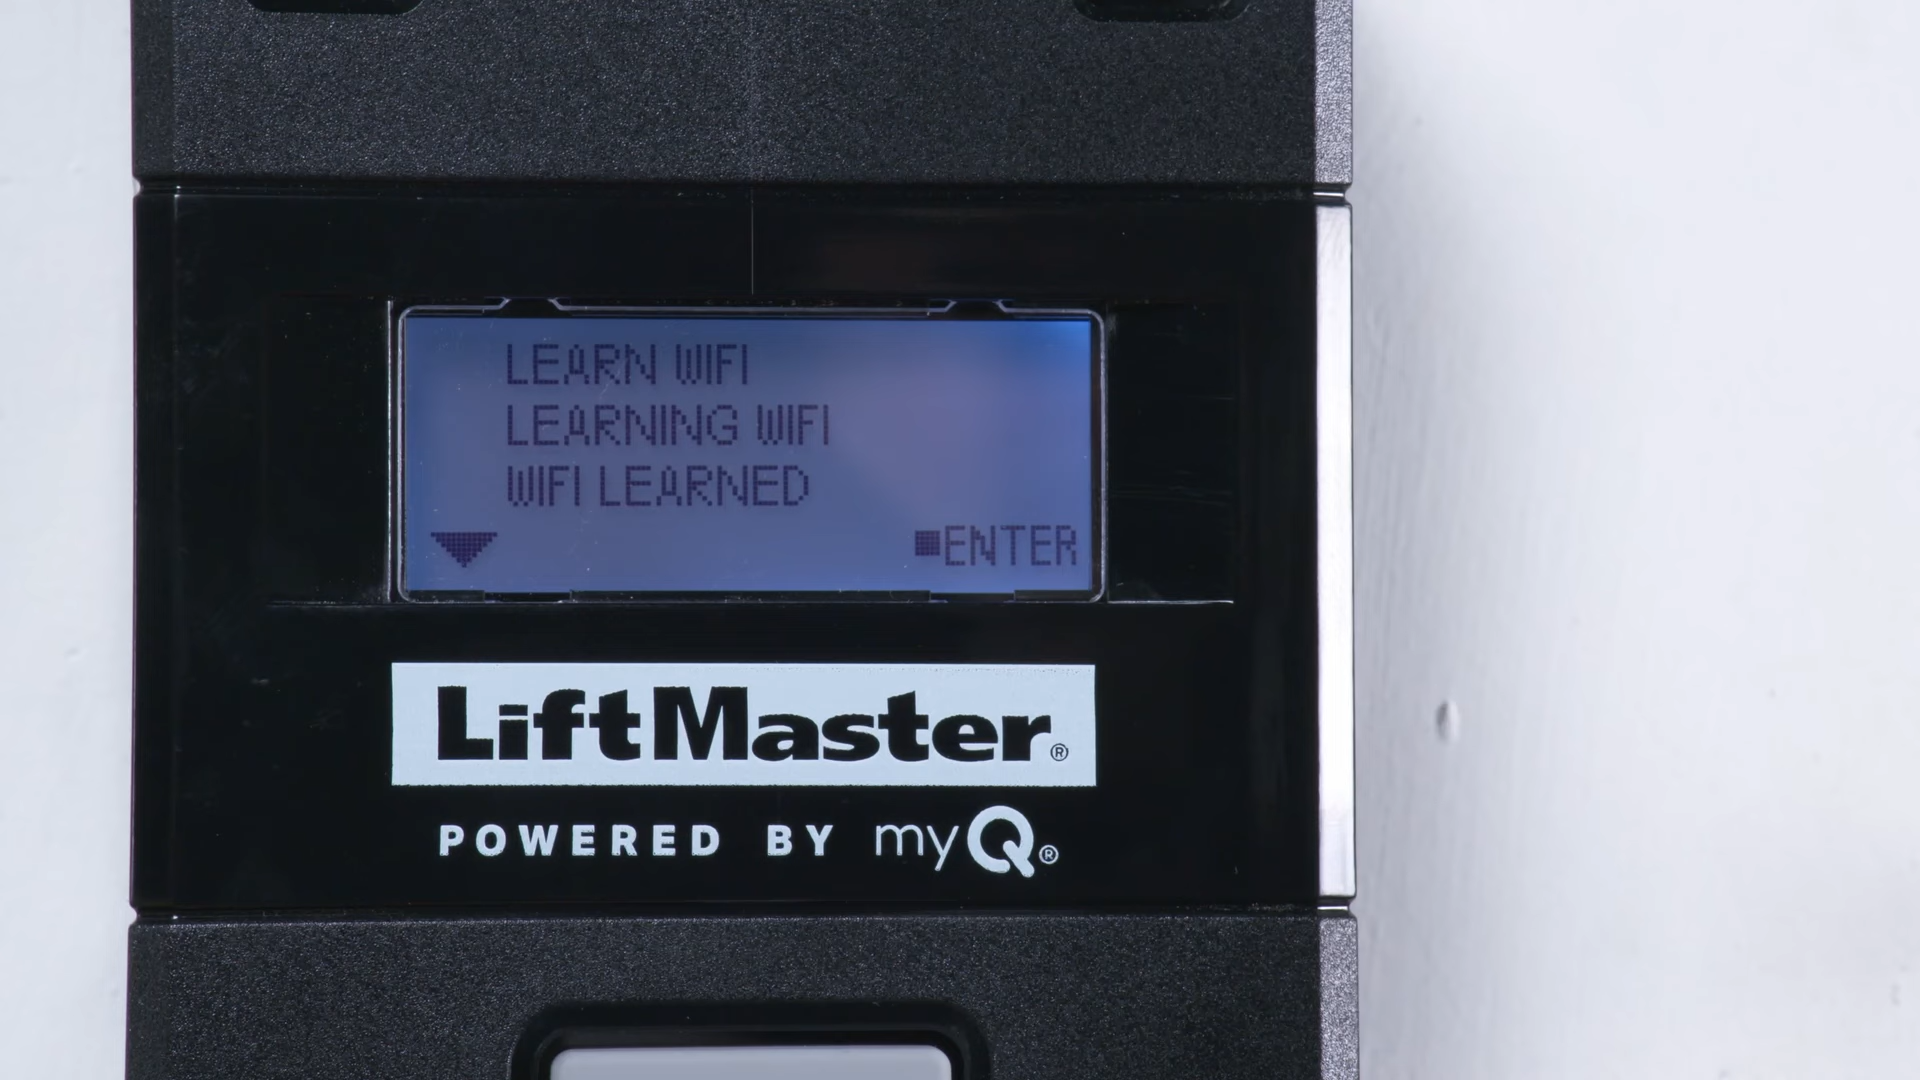 LEARN WIFI
LEARNING WIFI
WIFI LEARNED
▼ ■ENTER
LiftMaster®
POWERED BY myQ®